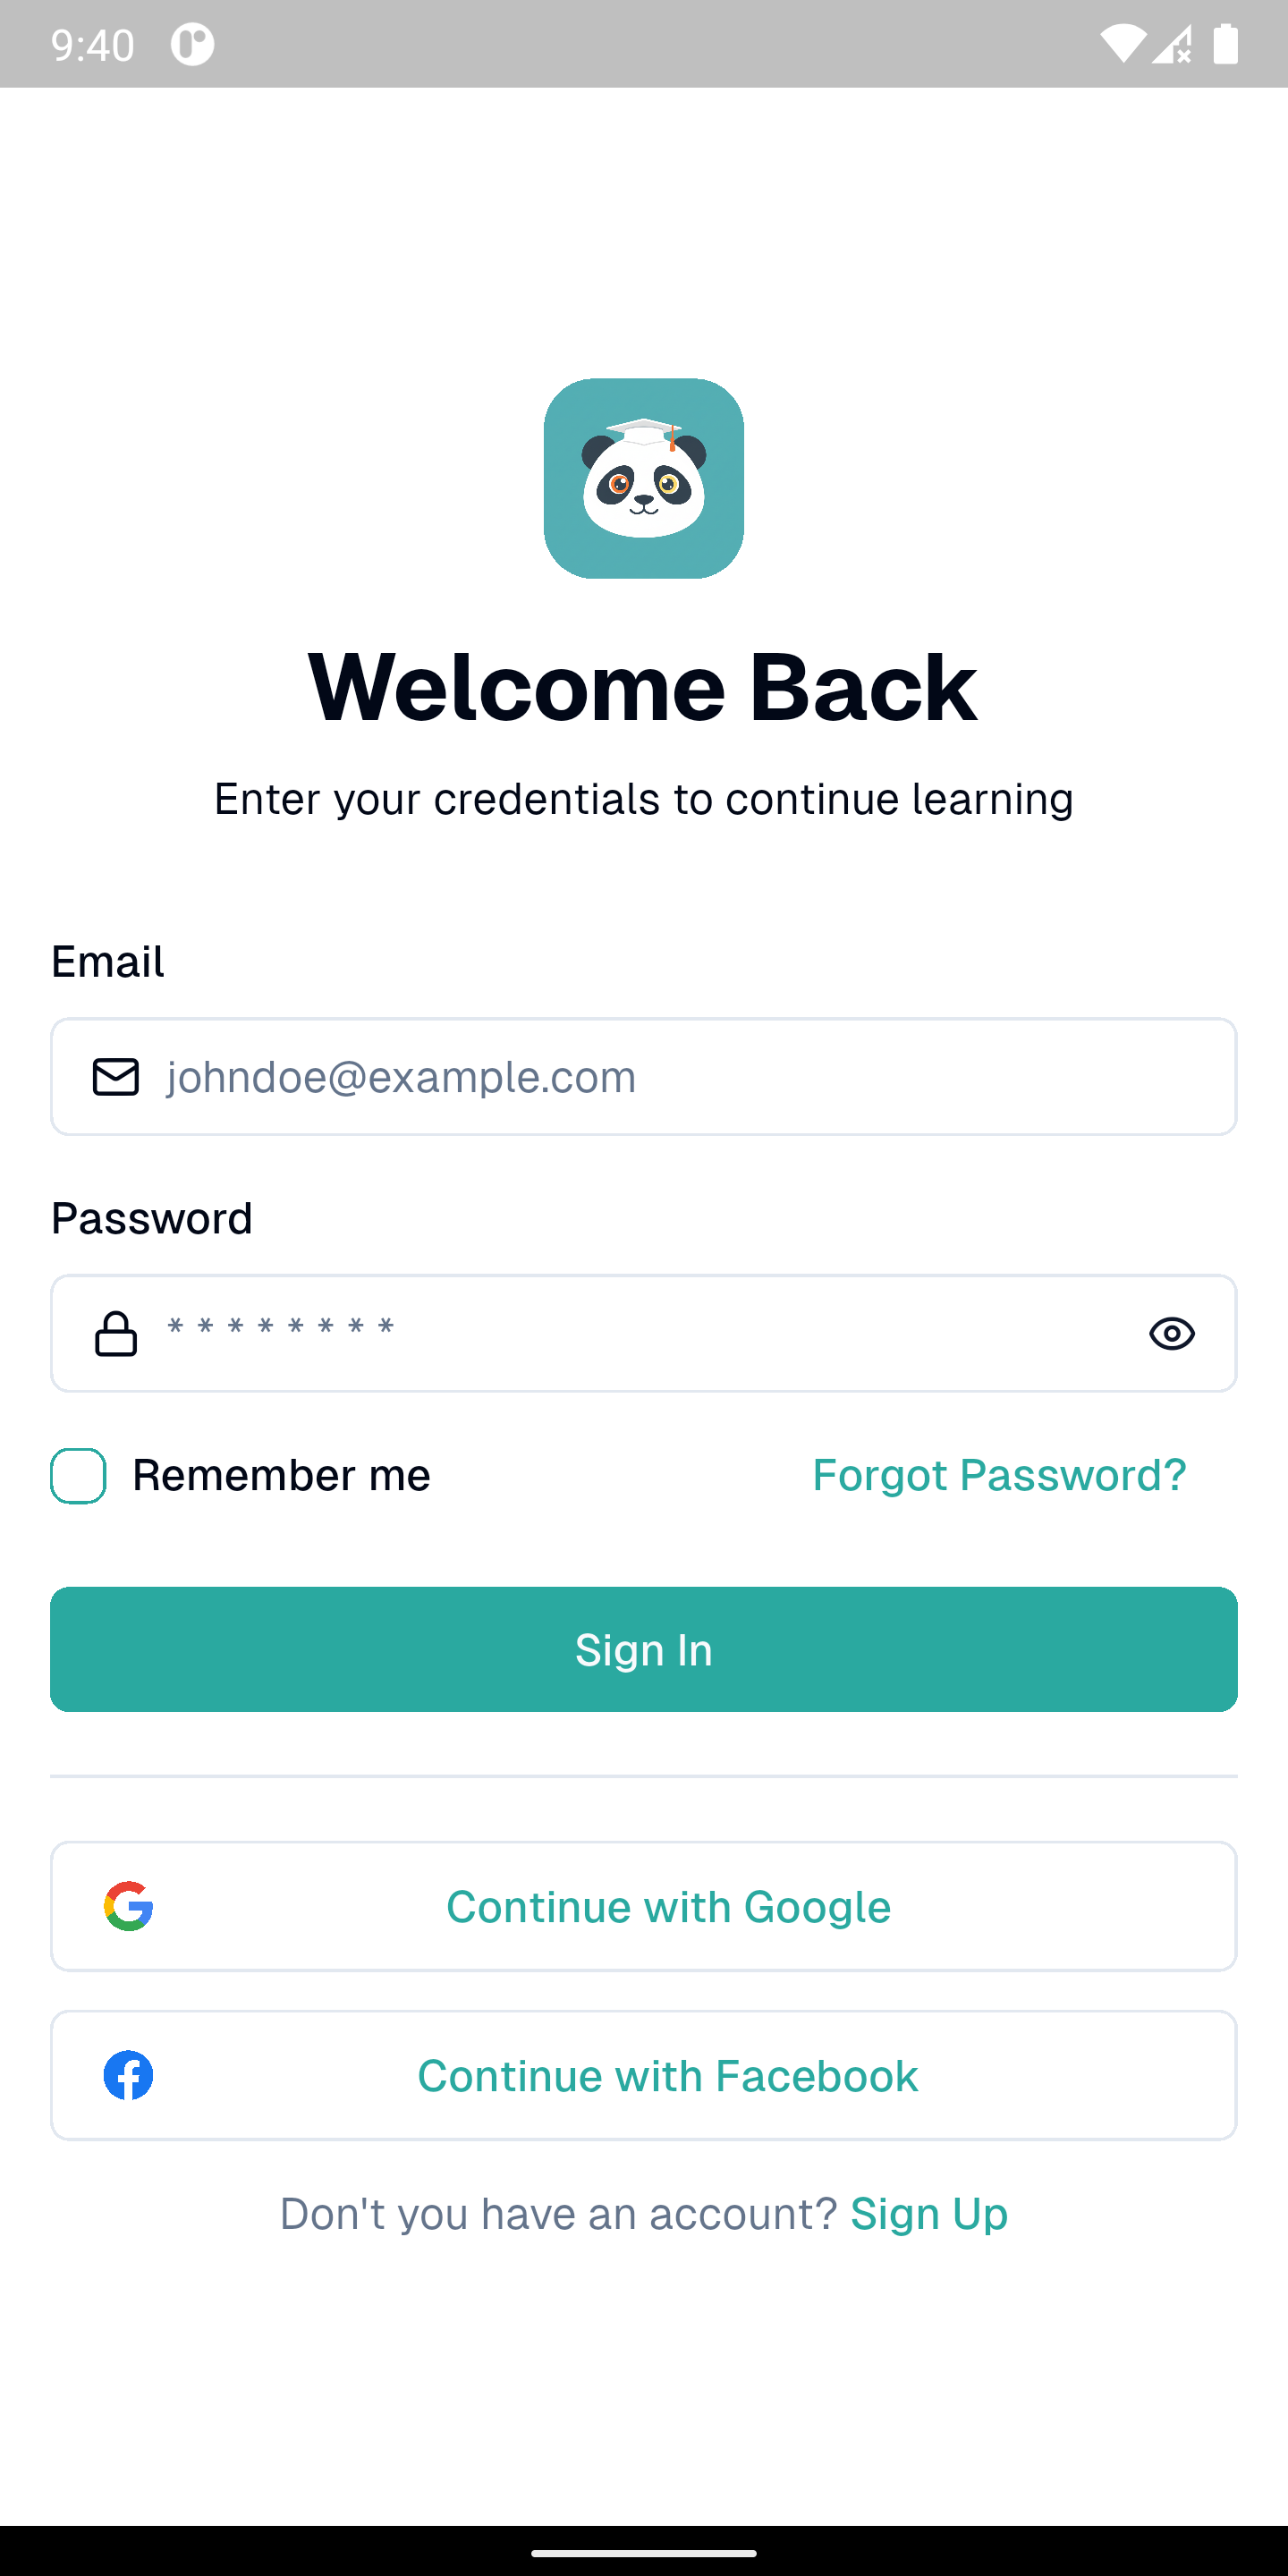 9:40
Welcome Back
Enter your credentials to continue learning
Email
johndoe@example.com
Password
* * * * * * * *
Remember me
Forgot Password?
Sign In
Continue with Google
Continue with Facebook
Don't you have an account? Sign Up